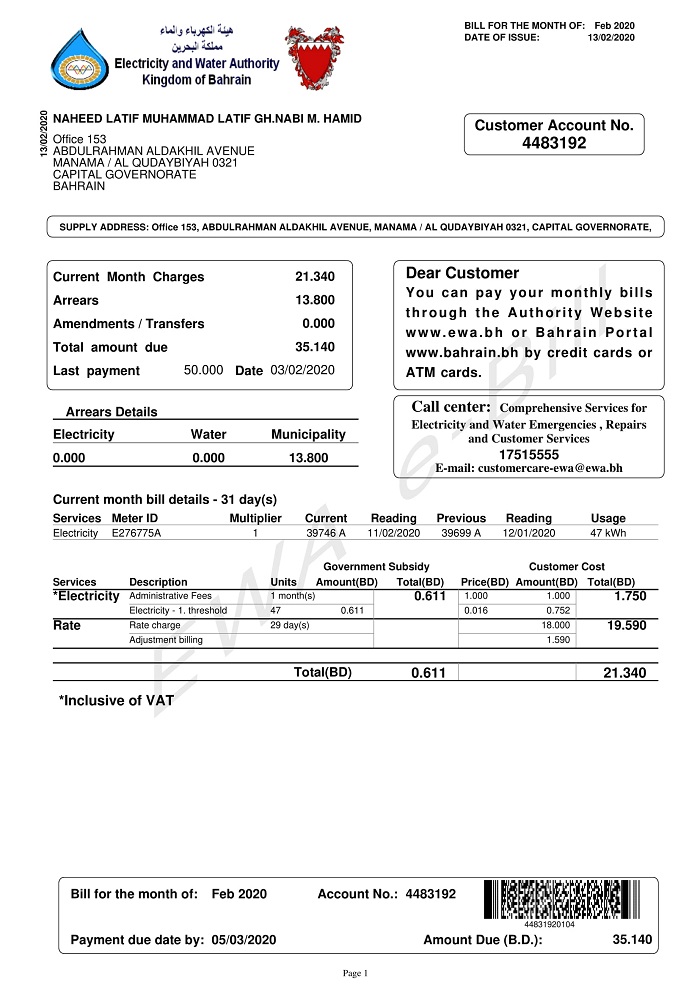 هيئة الكهرباء والماء
مملكة البحرين
Electricity and Water Authority
Kingdom of Bahrain
BILL FOR THE MONTH OF: Feb 2020
DATE OF ISSUE: 13/02/2020
13/02/2020
NAHEED LATIF MUHAMMAD LATIF GH.NABI M. HAMID
Office 153
ABDULRAHMAN ALDAKHIL AVENUE
MANAMA / AL QUDAYBIYAH 0321
CAPITAL GOVERNORATE
BAHRAIN
Customer Account No.
4483192
SUPPLY ADDRESS: Office 153, ABDULRAHMAN ALDAKHIL AVENUE, MANAMA / AL QUDAYBIYAH 0321, CAPITAL GOVERNORATE,
Current Month Charges 21.340
Arrears 13.800
Amendments / Transfers 0.000
Total amount due 35.140
Last payment 50.000 Date 03/02/2020
Dear Customer
You can pay your monthly bills
through the Authority Website
www.ewa.bh or Bahrain Portal
www.bahrain.bh by credit cards or
ATM cards.
Arrears Details
Electricity Water Municipality
0.000 0.000 13.800
Call center: Comprehensive Services for
Electricity and Water Emergencies , Repairs
and Customer Services
17515555
E-mail: customercare-ewa@ewa.bh
Current month bill details - 31 day(s)
Services Meter ID Multiplier Current Reading Previous Reading Usage
Electricity E276775A 1 39746 A 11/02/2020 39699 A 12/01/2020 47 kWh
Government Subsidy Customer Cost
Services Description Units Amount(BD) Total(BD) Price(BD) Amount(BD) Total(BD)
*Electricity Administrative Fees 1 month(s) 0.611 1.000 1.000 1.750
Electricity - 1. threshold 47 0.611 0.016 0.752
Rate Rate charge 29 day(s) 18.000 19.590
Adjustment billing 1.590
Total(BD) 0.611 21.340
*Inclusive of VAT
EWA e-Bill
Bill for the month of: Feb 2020 Account No.: 4483192
44831920104
Payment due date by: 05/03/2020 Amount Due (B.D.): 35.140
Page 1